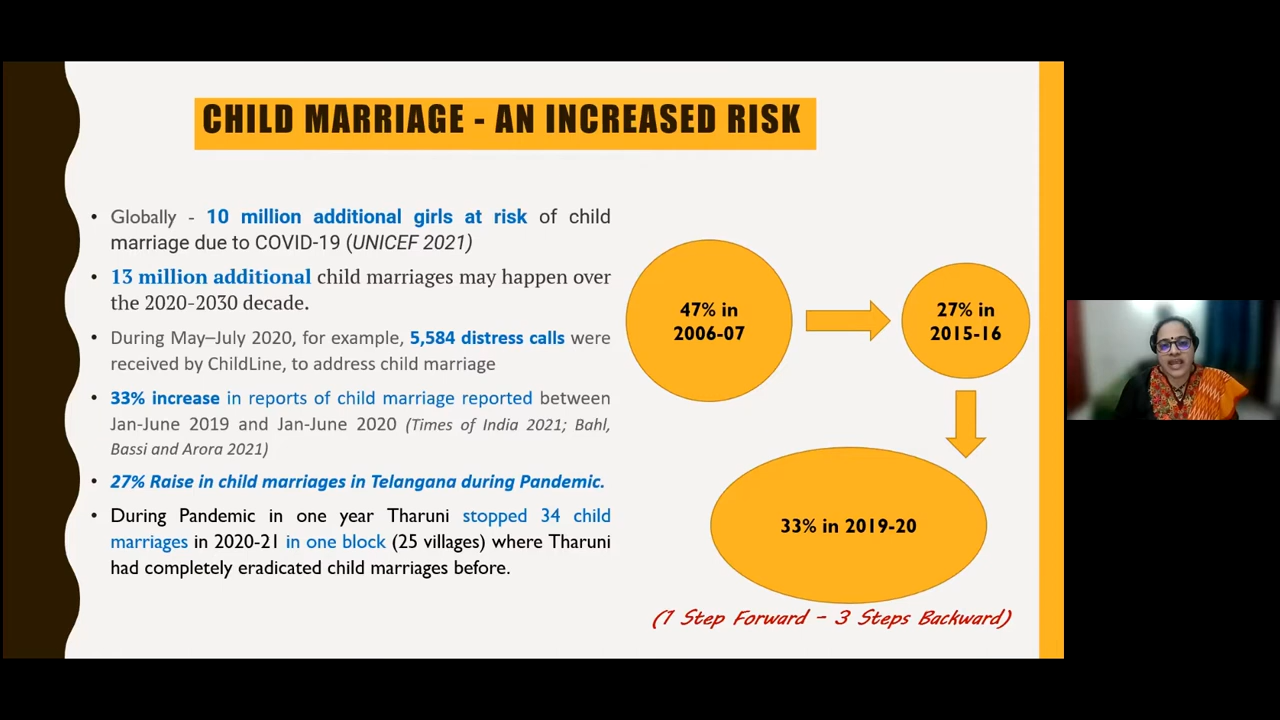 CHILD MARRIAGE - AN INCREASED RISK
• Globally - 10 million additional girls at risk of child
marriage due to COVID-19 (UNICEF 2021)
• 13 million additional child marriages may happen over
the 2020-2030 decade.
• During May–July 2020, for example, 5,584 distress calls were
received by ChildLine, to address child marriage
• 33% increase in reports of child marriage reported between
Jan-June 2019 and Jan-June 2020 (Times of India 2021; Bahl,
Bassi and Arora 2021)
• 27% Raise in child marriages in Telangana during Pandemic.
• During Pandemic in one year Tharuni stopped 34 child
marriages in 2020-21 in one block (25 villages) where Tharuni
had completely eradicated child marriages before.
47% in
2006-07
27% in
2015-16
33% in 2019-20
(1 Step Forward – 3 Steps Backward)